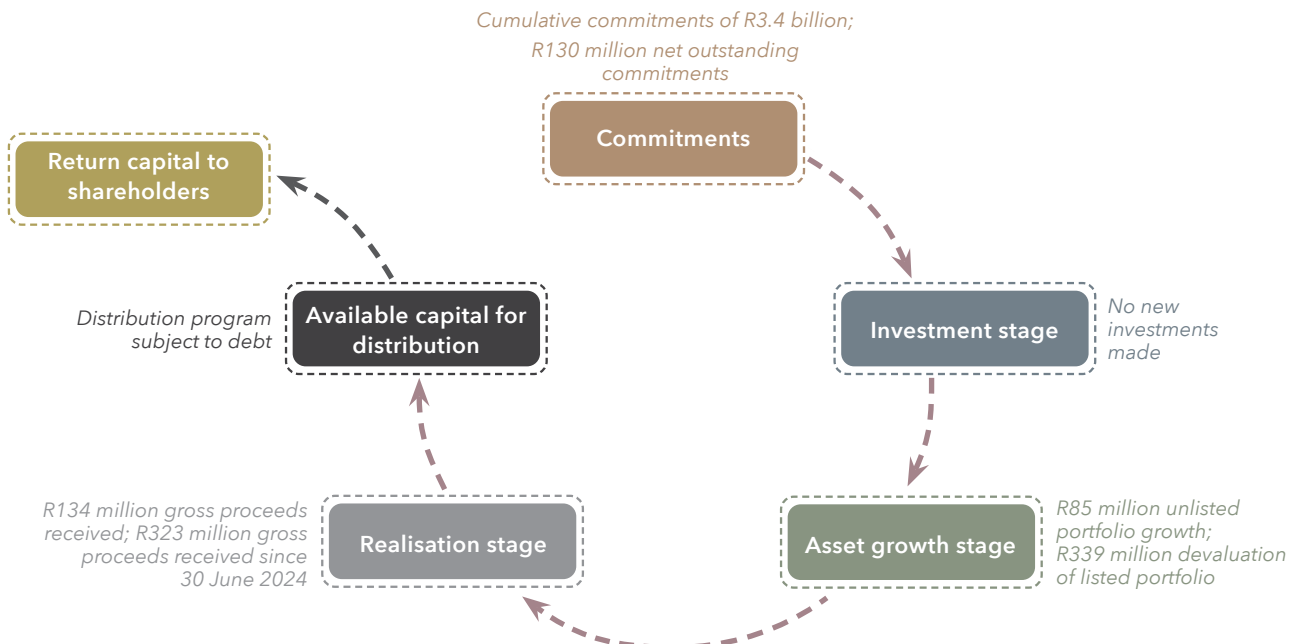 Cumulative commitments of R3.4 billion;
R130 million net outstanding
commitments
Commitments
Return capital to
shareholders
Distribution program
subject to debt
Available capital for
distribution
Investment stage
No new
investments
made
R134 million gross proceeds
received; R323 million gross
proceeds received since
30 June 2024
Realisation stage
Asset growth stage
R85 million unlisted
portfolio growth;
R339 million devaluation
of listed portfolio